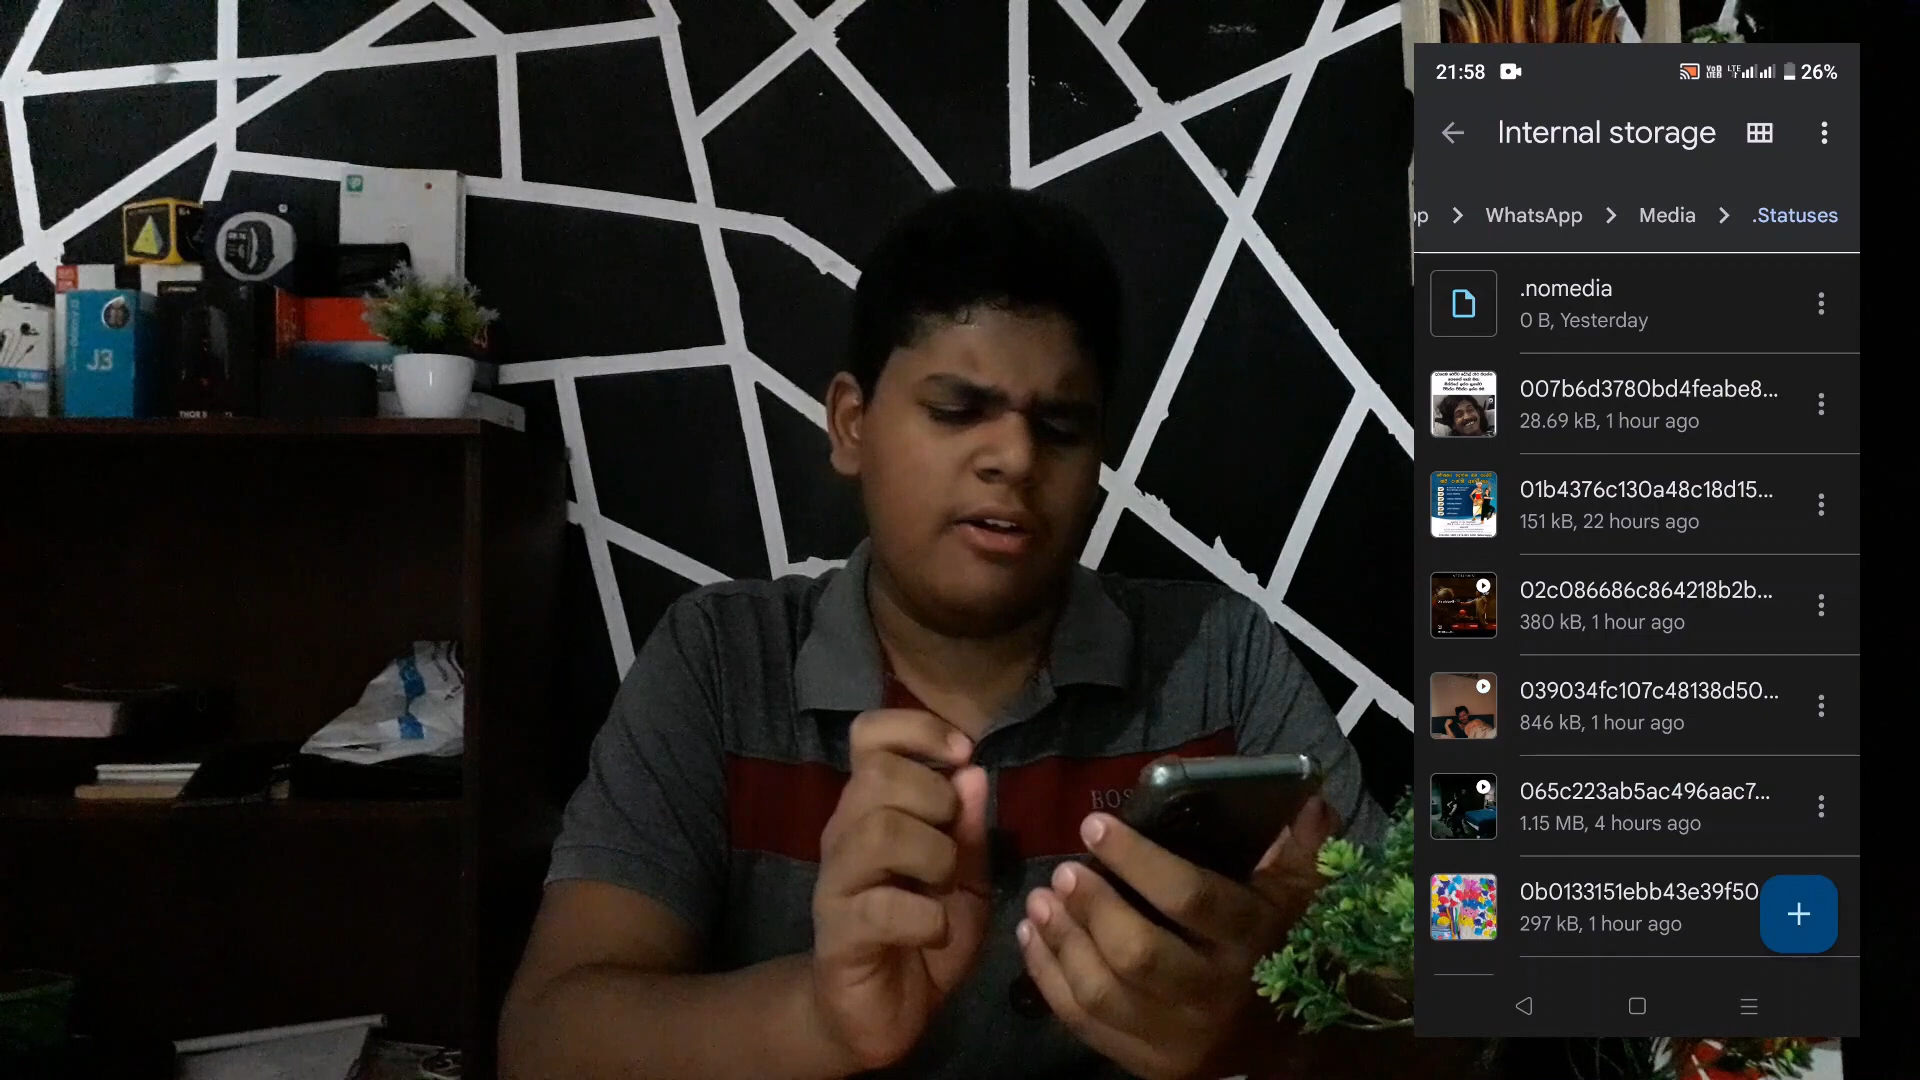 21:58
26%
Internal storage
WhatsApp > Media > .Statuses
.nomedia
0 B, Yesterday
007b6d3780bd4feabe8...
28.69 kB, 1 hour ago
01b4376c130a48c18d15...
151 kB, 22 hours ago
02c086686c864218b2b...
380 kB, 1 hour ago
039034fc107c48138d50...
846 kB, 1 hour ago
065c223ab5ac496aac7...
1.15 MB, 4 hours ago
0b0133151ebb43e39f50
297 kB, 1 hour ago
J3
THOR
BOS